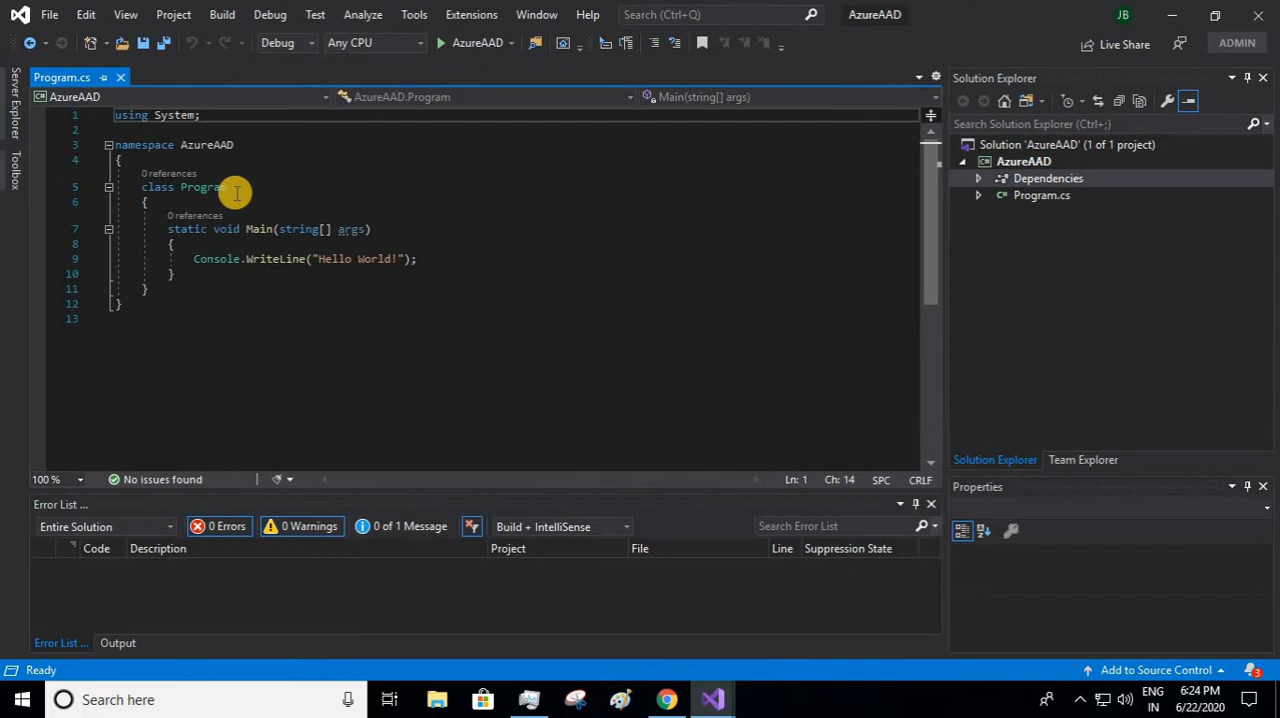 File Edit View Project Build Debug Test Analyze Tools Extensions Window Help Search (Ctrl+Q) AzureAAD JB
Debug Any CPU AzureAAD Live Share ADMIN
Server Explorer
Toolbox
Program.cs
AzureAAD AzureAAD.Program Main(string[] args)
1 using System;
2
3 namespace AzureAAD
4 {
0 references
5 class Program
6 {
0 references
7 static void Main(string[] args)
8 {
9 Console.WriteLine("Hello World!");
10 }
11 }
12 }
13
100 % No issues found Ln: 1 Ch: 14 SPC CRLF
Solution Explorer
Search Solution Explorer (Ctrl+;)
Solution 'AzureAAD' (1 of 1 project)
AzureAAD
Dependencies
Program.cs
Solution Explorer Team Explorer
Properties
Error List ...
Entire Solution 0 Errors 0 Warnings 0 of 1 Message Build + IntelliSense Search Error List
Code Description Project File Line Suppression State
Error List ... Output
Ready Add to Source Control 3
Search here ENG IN 6:24 PM 6/22/2020